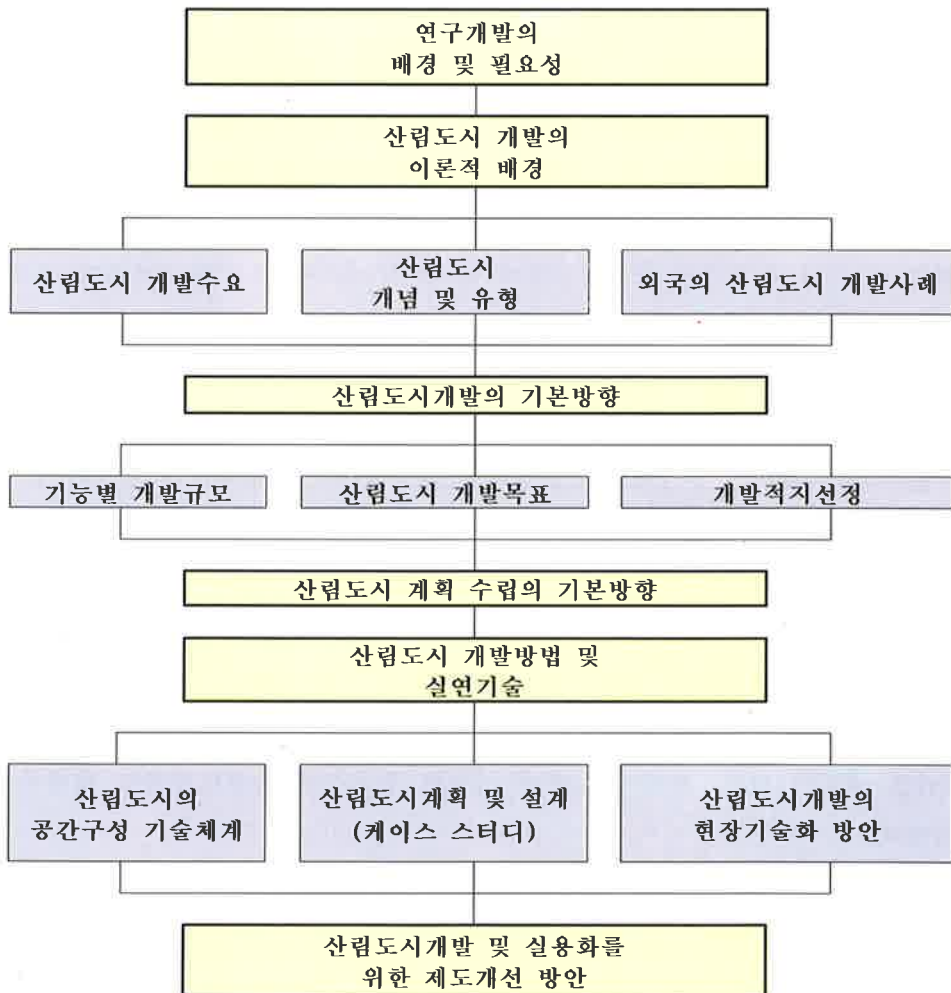 연구개발의
배경 및 필요성
산림도시 개발의
이론적 배경
산림도시 개발수요
산림도시
개념 및 유형
외국의 산림도시 개발사례
산림도시개발의 기본방향
기능별 개발규모
산림도시 개발목표
개발적지선정
산림도시 계획 수립의 기본방향
산림도시 개발방법 및
실연기술
산림도시의
공간구성 기술체계
산림도시계획 및 설계
(케이스 스터디)
산림도시개발의
현장기술화 방안
산림도시개발 및 실용화를
위한 제도개선 방안